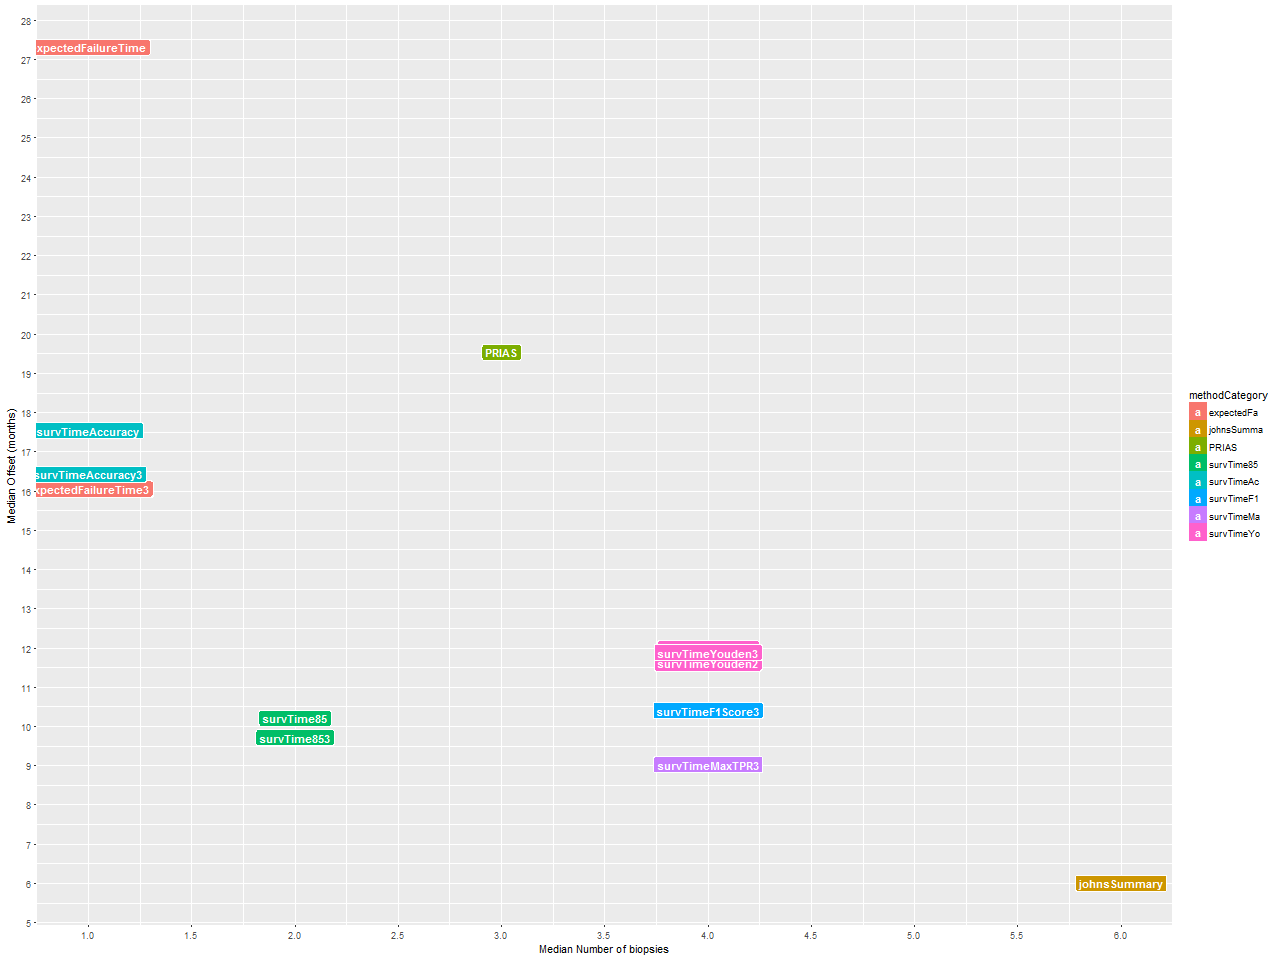 28
27
26
25
24
23
22
21
20
19
18
17
16
15
14
13
12
11
10
9
8
7
6
5
Median Offset (months)
xpectedFailureTime
PRIAS
survTimeAccuracy
survTimeAccuracy3
xpectedFailureTime3
survTimeYouden3
survTimeYouden2
survTimeF1Score3
survTime85
survTime853
survTimeMaxTPR3
johnsSummary
1.0 1.5 2.0 2.5 3.0 3.5 4.0 4.5 5.0 5.5 6.0
Median Number of biopsies
methodCategory
a expectedFa
a johnsSumma
a PRIAS
a survTime85
a survTimeAc
a survTimeF1
a survTimeMa
a survTimeYo